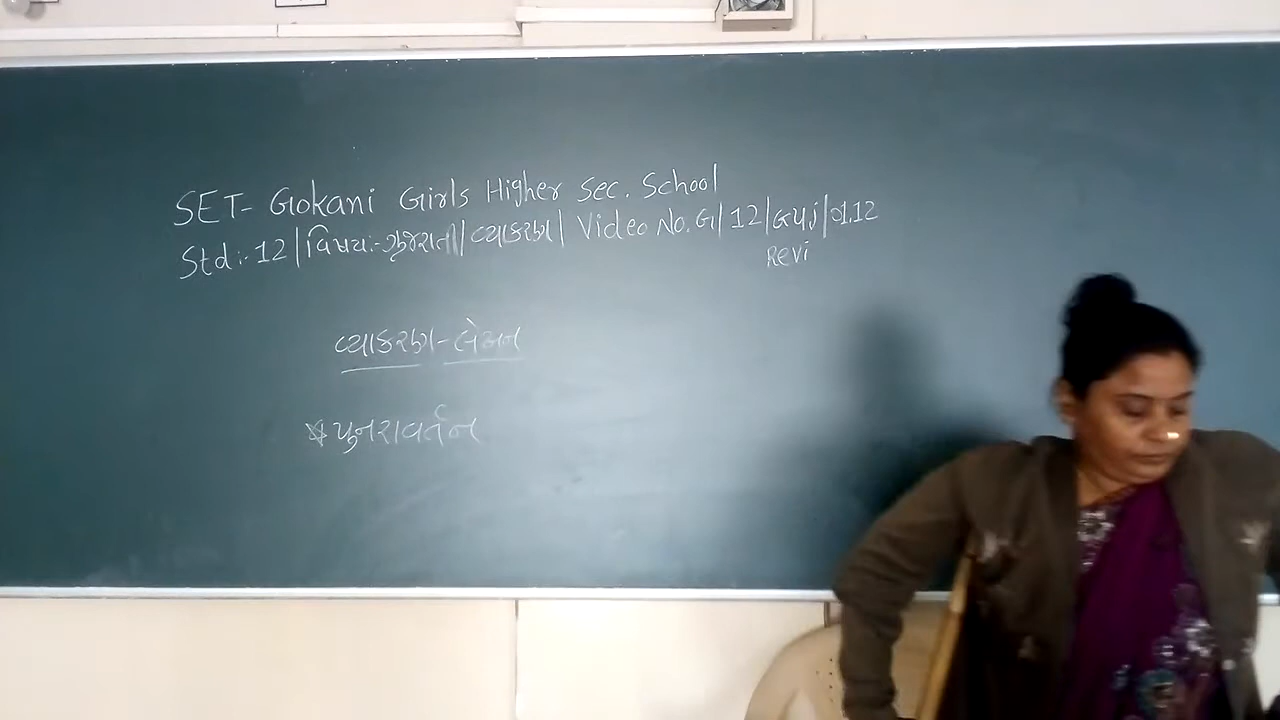 SET- Gokani Girls Higher Sec. School
Std:- 12 | વિષયઃ- ગુજરાતી | વ્યાકરણ | Video No. G | 12 | Guj | 01.12
Revi
વ્યાકરણ - લેખન
* પુનરાવર્તન